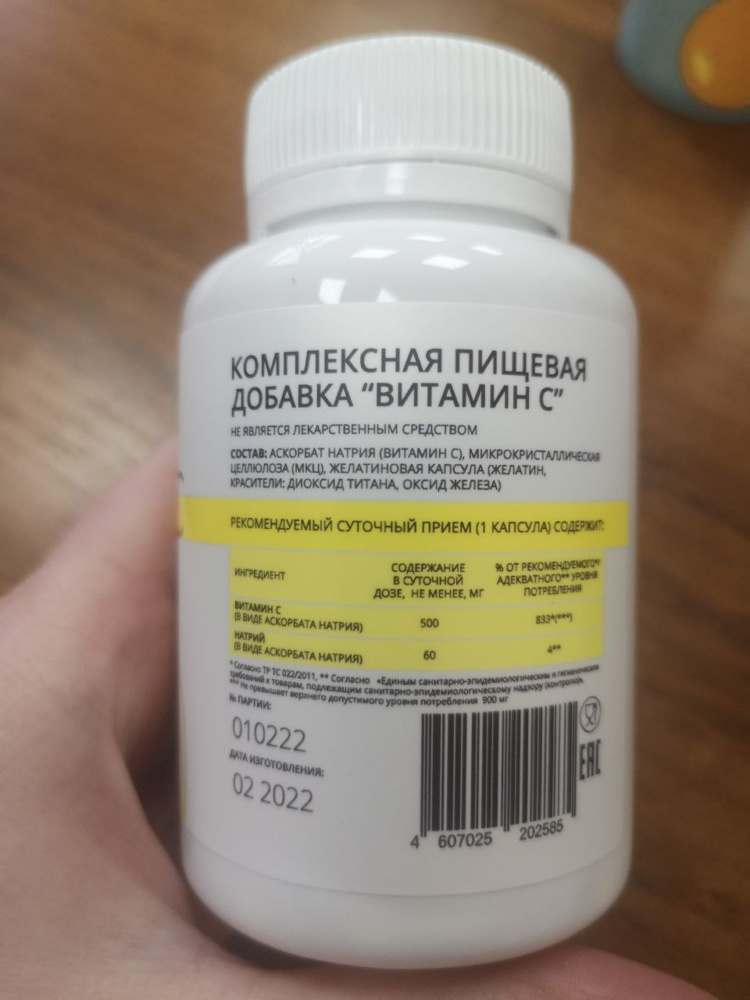 КОМПЛЕКСНАЯ ПИЩЕВАЯ
ДОБАВКА “ВИТАМИН С”
НЕ ЯВЛЯЕТСЯ ЛЕКАРСТВЕННЫМ СРЕДСТВОМ
СОСТАВ: АСКОРБАТ НАТРИЯ (ВИТАМИН С), МИКРОКРИСТАЛЛИЧЕСКАЯ
ЦЕЛЛЮЛОЗА (МКЦ), ЖЕЛАТИНОВАЯ КАПСУЛА (ЖЕЛАТИН,
КРАСИТЕЛИ: ДИОКСИД ТИТАНА, ОКСИД ЖЕЛЕЗА)
РЕКОМЕНДУЕМЫЙ СУТОЧНЫЙ ПРИЕМ (1 КАПСУЛА) СОДЕРЖИТ:
ИНГРЕДИЕНТ
СОДЕРЖАНИЕ
В СУТОЧНОЙ
ДОЗЕ, НЕ МЕНЕЕ, МГ
% ОТ РЕКОМЕНДУЕМОГО*/
АДЕКВАТНОГО** УРОВНЯ
ПОТРЕБЛЕНИЯ
ВИТАМИН С
(В ВИДЕ АСКОРБАТА НАТРИЯ) 500 833*(***)
НАТРИЙ
(В ВИДЕ АСКОРБАТА НАТРИЯ) 60 4**
* Согласно ТР ТС 022/2011, ** Согласно «Единым санитарно-эпидемиологическим и гигиеническим
требований к товарам, подлежащим санитарно-эпидемиологическому надзору (контролю)».
*** Не превышает верхнего допустимого уровня потребления 900 мг
№ ПАРТИИ:
010222
ДАТА ИЗГОТОВЛЕНИЯ:
02 2022
EAC
4 607025 202585